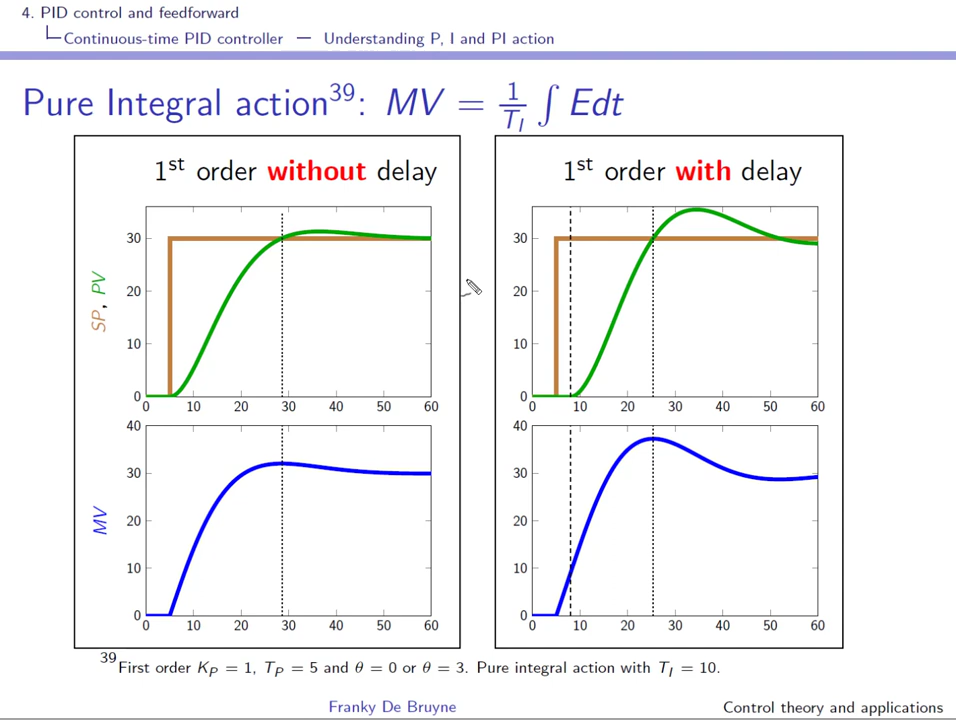 4. PID control and feedforward
Continuous-time PID controller — Understanding P, I and PI action
Pure Integral action³⁹: MV = 1/T_I ∫ Edt
1st order without delay
30
20
10
0
0 10 20 30 40 50 60
SP, PV
40
30
20
10
0
0 10 20 30 40 50 60
MV
1st order with delay
30
20
10
0
0 10 20 30 40 50 60
40
30
20
10
0
0 10 20 30 40 50 60
³⁹First order K_P = 1, T_P = 5 and θ = 0 or θ = 3. Pure integral action with T_I = 10.
Franky De Bruyne
Control theory and applications